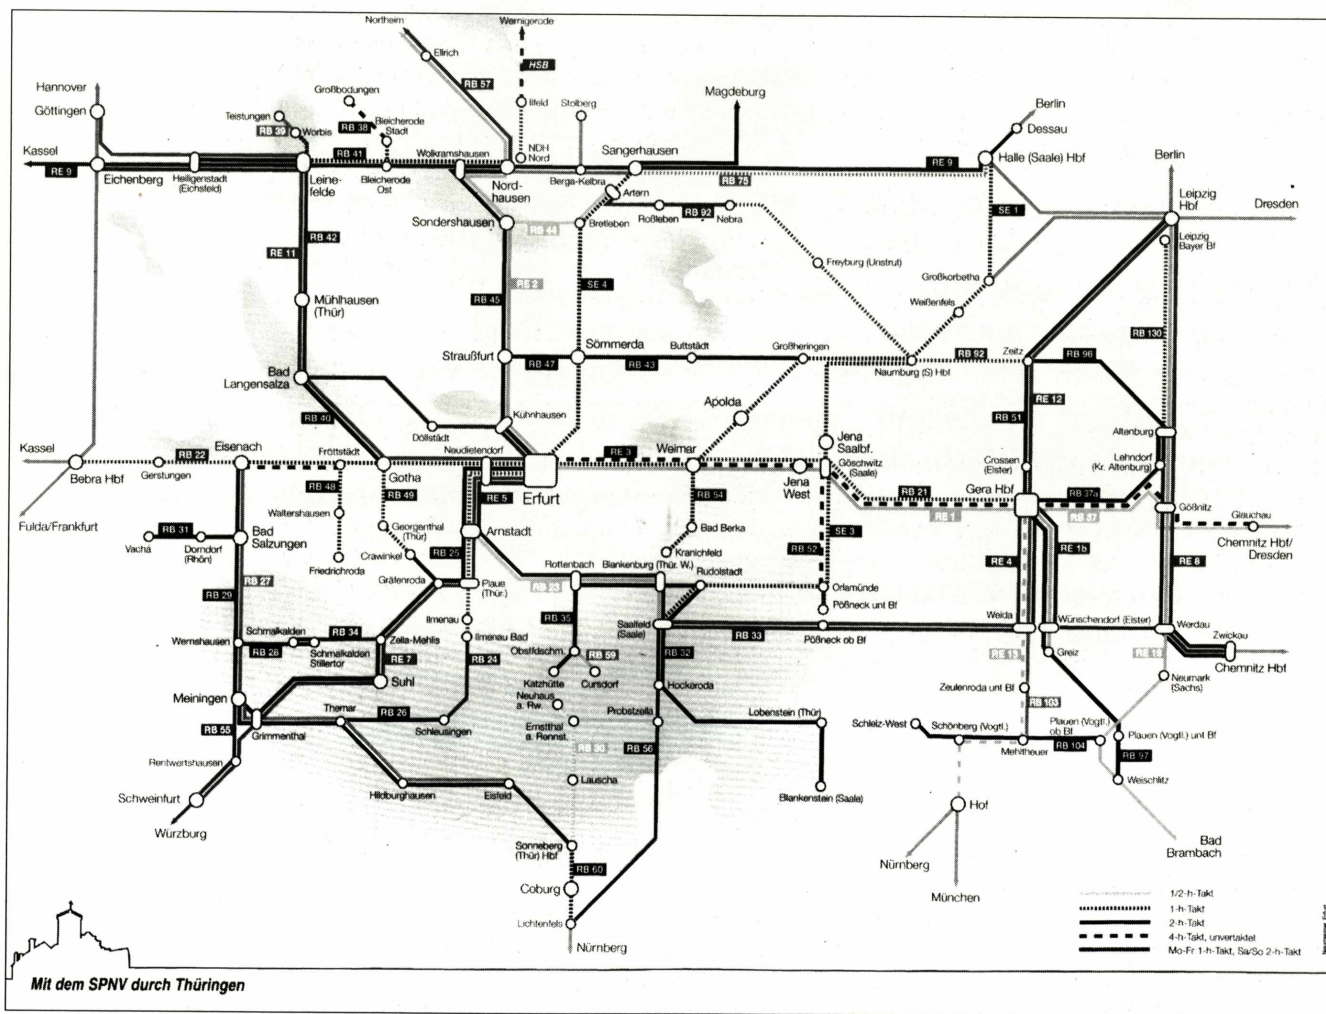 Northeim
Wernigerode
Ellrich
HSB
RB 57
Hannover
Göttingen
Großbodungen
Ilfeld
Stolberg
Magdeburg
Berlin
Dessau
Teistungen
RB 39
Worbis
RB 38
Bleicherode
Stadt
RB 41
Wolkramshausen
NDH
Nord
Sangerhausen
Halle (Saale) Hbf
Berlin
Kassel
RE 9
Eichenberg
Heiligenstadt
(Eichsfeld)
Leine-
felde
Bleicherode
Ost
Nord-
hausen
Berga-Kelbra
RE 9
RB 75
Artern
Leipzig
Hbf
Dresden
Sondershausen
RB 44
Bretleben
Roßleben
RB 92
Nebra
SE 1
Leipzig
Bayer Bf
RB 42
RE 11
Freyburg (Unstrut)
Großkorbetha
RE 2
SE 4
Mühlhausen
(Thür)
RB 45
Weißenfels
RB 130
Straußfurt
RB 47
Sömmerda
Buttstädt
RB 43
Großheringen
Naumburg (S) Hbf
RB 92
Zeitz
RB 96
Bad
Langensalza
RE 12
RB 40
Döllstädt
Kühnhausen
Apolda
RB 51
Altenburg
Kassel
Bebra Hbf
RB 22
Gerstungen
Eisenach
Fröttstädt
Gotha
Neudietendorf
Erfurt
RE 3
Weimar
Jena
Saalbf.
Göschwitz
(Saale)
Jena
West
Crossen
(Elster)
Lehndorf
(Kr. Altenburg)
RB 48
RB 49
RE 5
RB 54
RB 21
Gera Hbf
RB 37a
Fulda/Frankfurt
Waltershausen
Georgenthal
(Thür)
Arnstadt
Bad Berka
RE 1
RB 37
Gößnitz
Glauchau
RB 31
Vacha
Dorndorf
(Rhön)
Bad
Salzungen
Friedrichroda
Crawinkel
RB 25
Kranichfeld
RB 52
SE 3
RE 1b
Chemnitz Hbf/
Dresden
RB 27
Gräfenroda
Plaue
(Thür.)
Rottenbach
RB 23
Blankenburg (Thür. W.)
Rudolstadt
Orlamünde
RE 4
RE 8
RB 29
Ilmenau
RB 35
Saalfeld
(Saale)
Pößneck unt Bf
Weida
Wünschendorf (Elster)
Werdau
Wernshausen
Schmalkalden
RB 34
Zella-Mehlis
Ilmenau Bad
RB 33
Pößneck ob Bf
Zwickau
RB 28
Schmalkalden
Stillertor
RE 7
RB 24
Obstfdschm.
RB 59
RB 32
RE 13
Greiz
RE 16
Chemnitz Hbf
Suhl
Katzhütte
Cursdorf
Hockeroda
Zeulenroda unt Bf
Neumark
(Sachs)
Meiningen
Themar
RB 26
Neuhaus
a. Rw.
RB 103
RB 55
Grimmenthal
Schleusingen
Ernstthal
a. Rennst.
Probstzella
Lobenstein (Thür)
Schleiz-West
Schönberg (Vogtl.)
Plauen (Vogtl.)
ob Bf
Plauen (Vogtl.) unt Bf
RB 30
RB 56
Mehltheuer
RB 104
RB 97
Rentwertshausen
Hildburghausen
Eisfeld
Lauscha
Blankenstein (Saale)
Weischlitz
Schweinfurt
Hof
Würzburg
Sonneberg
(Thür) Hbf
RB 60
Nürnberg
München
Bad
Brambach
Coburg
Lichtenfels
Nürnberg
1/2-h-Takt
1-h-Takt
2-h-Takt
4-h-Takt, unvertaktet
Mo-Fr 1-h-Takt, Sa/So 2-h-Takt
Mit dem SPNV durch Thüringen